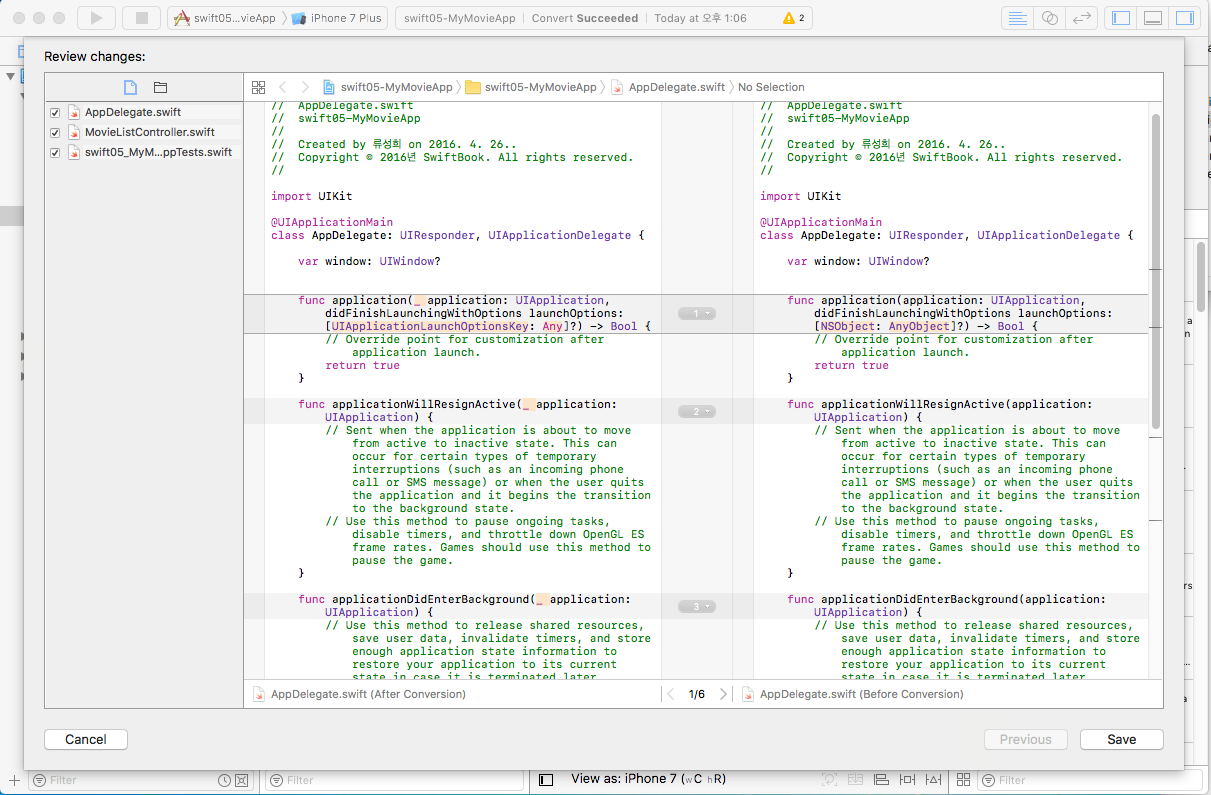 swift05...vieApp
iPhone 7 Plus
swift05-MyMovieApp
Convert Succeeded
Today at 오후 1:06
2
Review changes:
AppDelegate.swift
MovieListController.swift
swift05_MyM...ppTests.swift
swift05-MyMovieApp
swift05-MyMovieApp
AppDelegate.swift
No Selection
//  AppDelegate.swift
//  swift05-MyMovieApp
//
//  Created by 류성희 on 2016. 4. 26..
//  Copyright © 2016년 SwiftBook. All rights reserved.
//
import UIKit
@UIApplicationMain
class AppDelegate: UIResponder, UIApplicationDelegate {
var window: UIWindow?
func application(_ application: UIApplication,
didFinishLaunchingWithOptions launchOptions:
[UIApplicationLaunchOptionsKey: Any]?) -> Bool {
// Override point for customization after
application launch.
return true
}
func applicationWillResignActive(_ application:
UIApplication) {
// Sent when the application is about to move
from active to inactive state. This can
occur for certain types of temporary
interruptions (such as an incoming phone
call or SMS message) or when the user quits
the application and it begins the transition
to the background state.
// Use this method to pause ongoing tasks,
disable timers, and throttle down OpenGL ES
frame rates. Games should use this method to
pause the game.
}
func applicationDidEnterBackground(_ application:
UIApplication) {
// Use this method to release shared resources,
save user data, invalidate timers, and store
enough application state information to
restore your application to its current
state in case it is terminated later
1
2
3
//  AppDelegate.swift
//  swift05-MyMovieApp
//
//  Created by 류성희 on 2016. 4. 26..
//  Copyright © 2016년 SwiftBook. All rights reserved.
//
import UIKit
@UIApplicationMain
class AppDelegate: UIResponder, UIApplicationDelegate {
var window: UIWindow?
func application(application: UIApplication,
didFinishLaunchingWithOptions launchOptions:
[NSObject: AnyObject]?) -> Bool {
// Override point for customization after
application launch.
return true
}
func applicationWillResignActive(application:
UIApplication) {
// Sent when the application is about to move
from active to inactive state. This can
occur for certain types of temporary
interruptions (such as an incoming phone
call or SMS message) or when the user quits
the application and it begins the transition
to the background state.
// Use this method to pause ongoing tasks,
disable timers, and throttle down OpenGL ES
frame rates. Games should use this method to
pause the game.
}
func applicationDidEnterBackground(application:
UIApplication) {
// Use this method to release shared resources,
save user data, invalidate timers, and store
enough application state information to
restore your application to its current
state in case it is terminated later
AppDelegate.swift (After Conversion)
1/6
AppDelegate.swift (Before Conversion)
Cancel
Previous
Save
Filter
Filter
View as: iPhone 7 (wC hR)
Filter